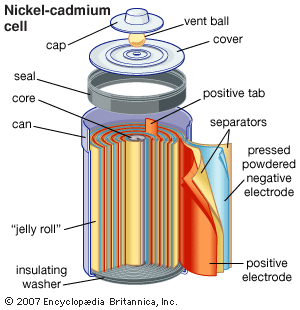 Nickel-cadmium
cell
vent ball
cap
cover
seal
positive tab
core
separators
can
pressed
powdered
negative
electrode
“jelly roll”
insulating
washer
positive
electrode
© 2007 Encyclopædia Britannica, Inc.